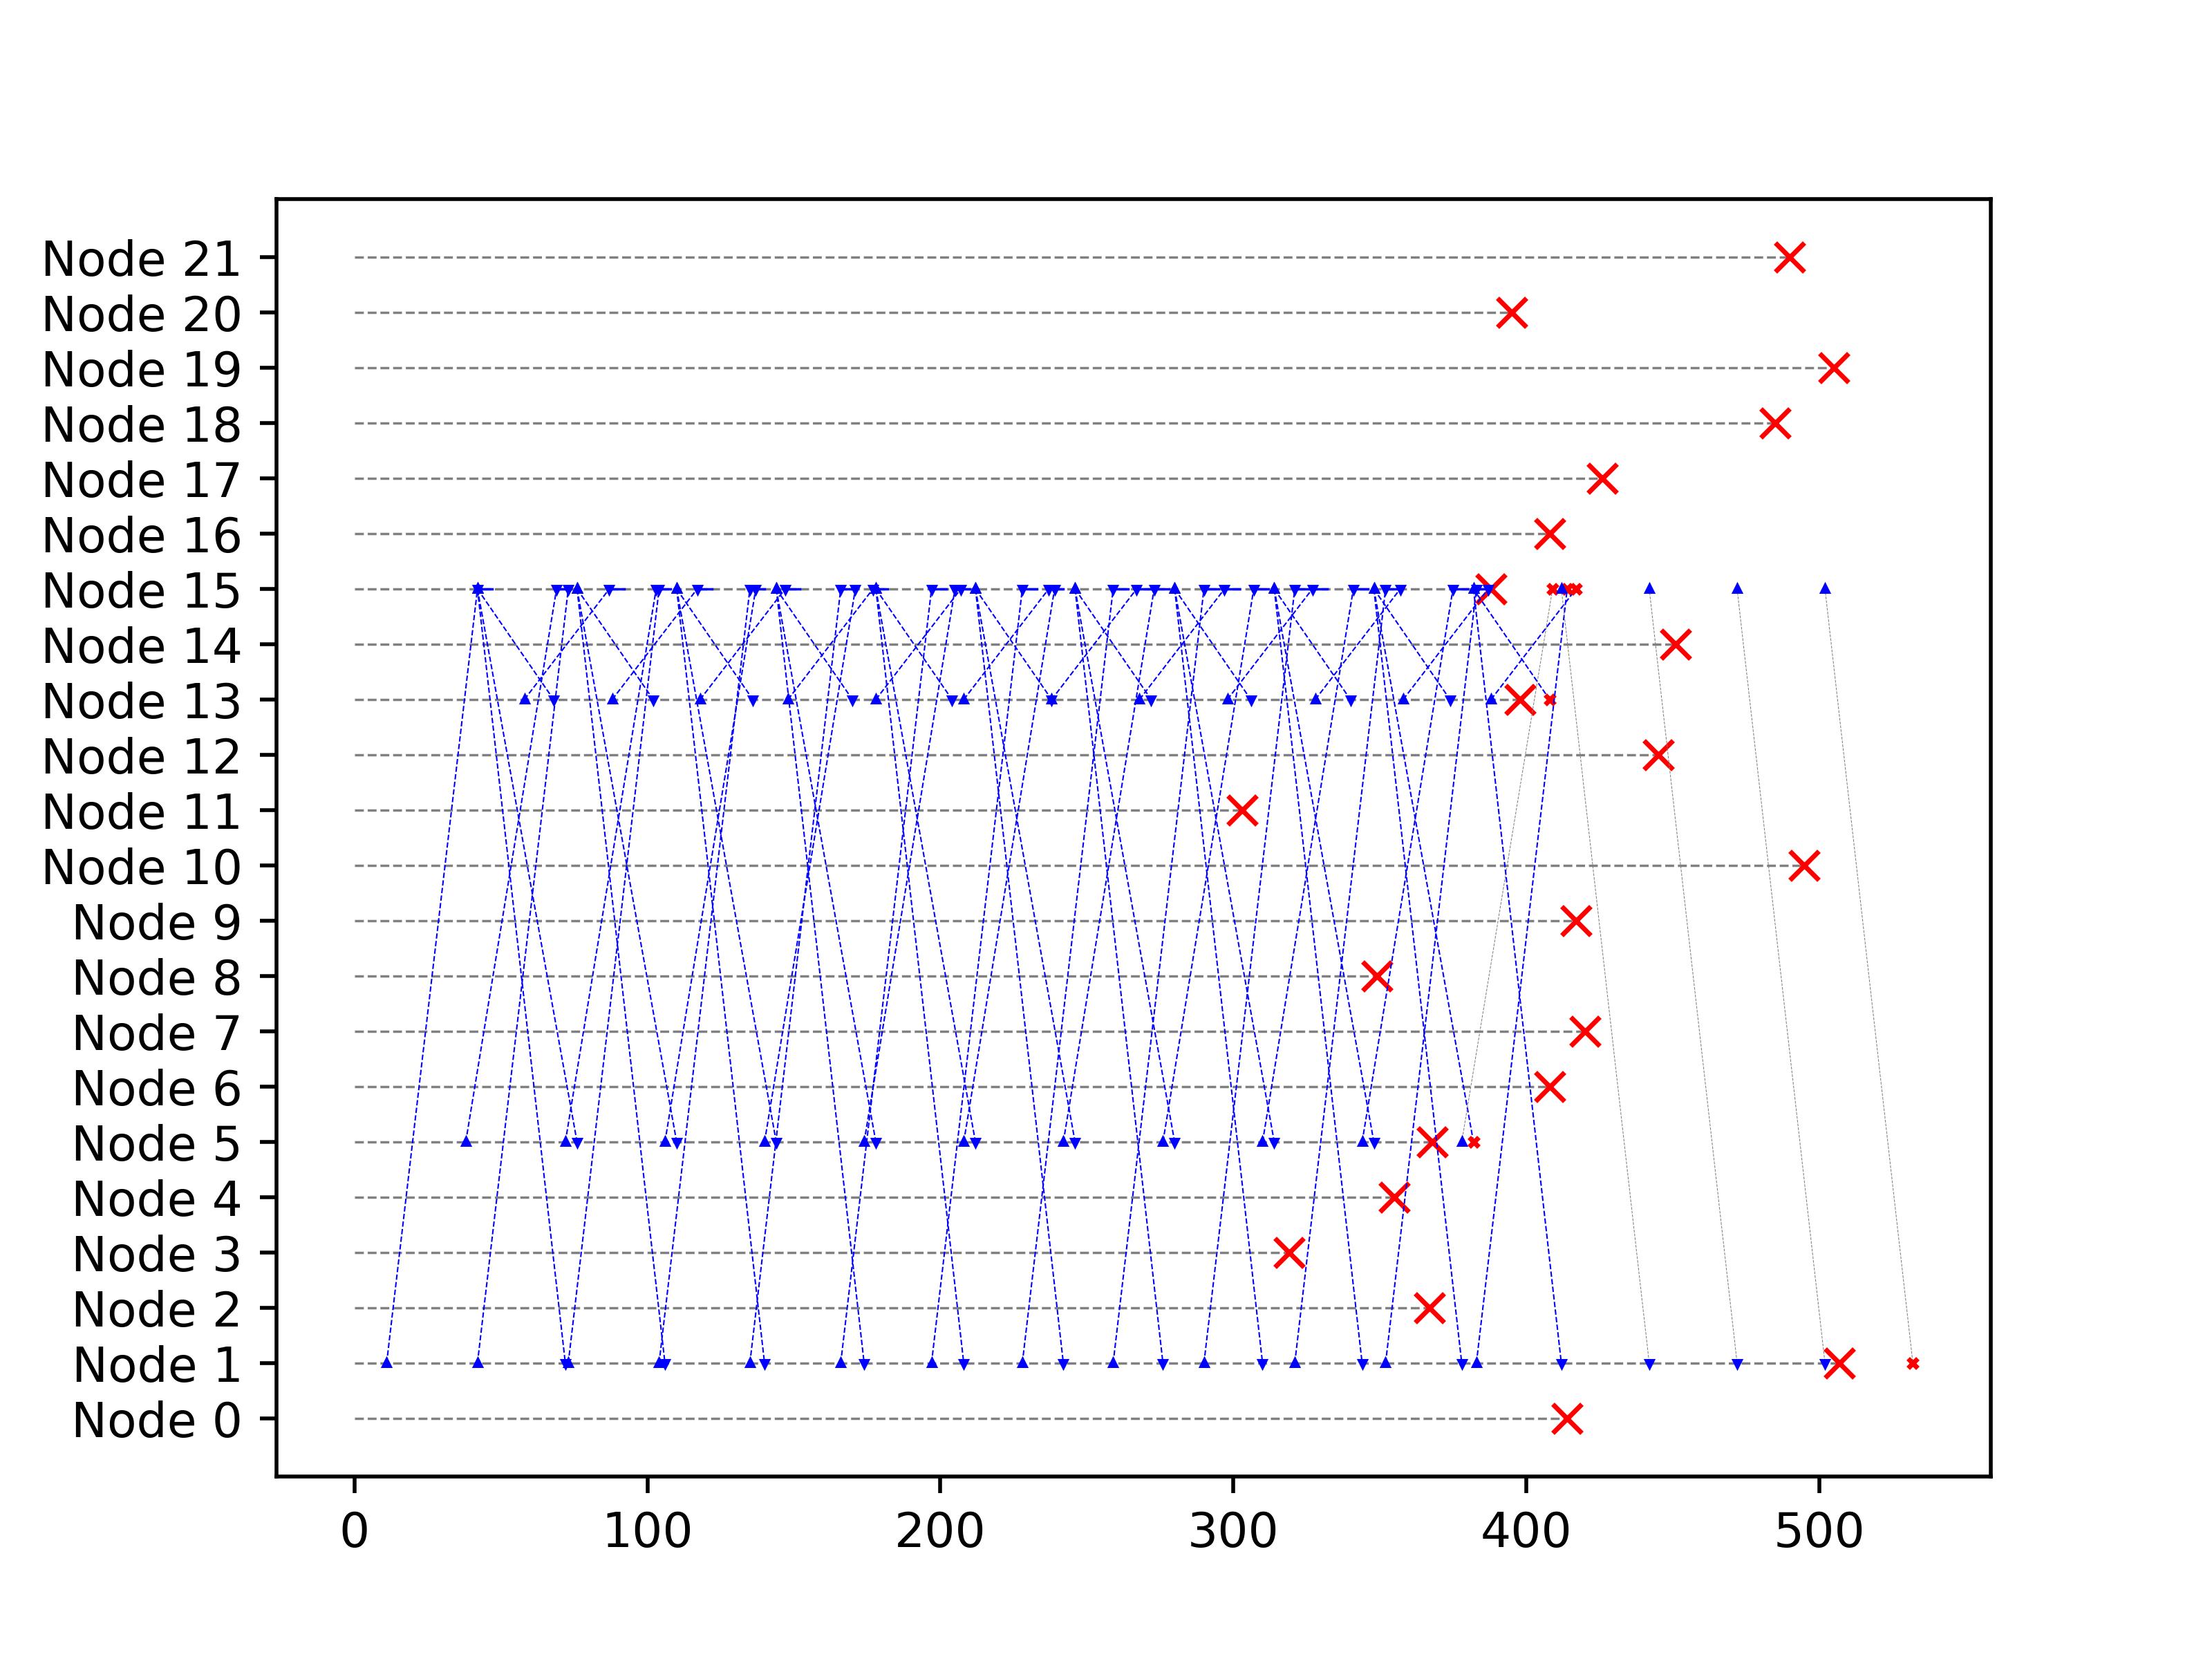 Node 21
Node 20
Node 19
Node 18
Node 17
Node 16
Node 15
Node 14
Node 13
Node 12
Node 11
Node 10
Node 9
Node 8
Node 7
Node 6
Node 5
Node 4
Node 3
Node 2
Node 1
Node 0
0 100 200 300 400 500